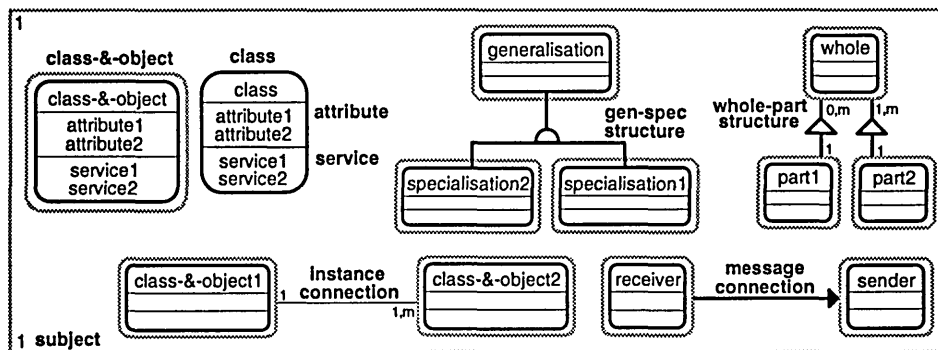 1
class-&-object
class-&-object
attribute1
attribute2
service1
service2
class
class
attribute1
attribute2
service1
service2
attribute
service
generalisation
gen-spec
structure
specialisation2
specialisation1
whole
whole-part
structure
0,m
1,m
1
1
part1
part2
class-&-object1
1
Instance
connection
1,m
class-&-object2
receiver
message
connection
sender
1 subject